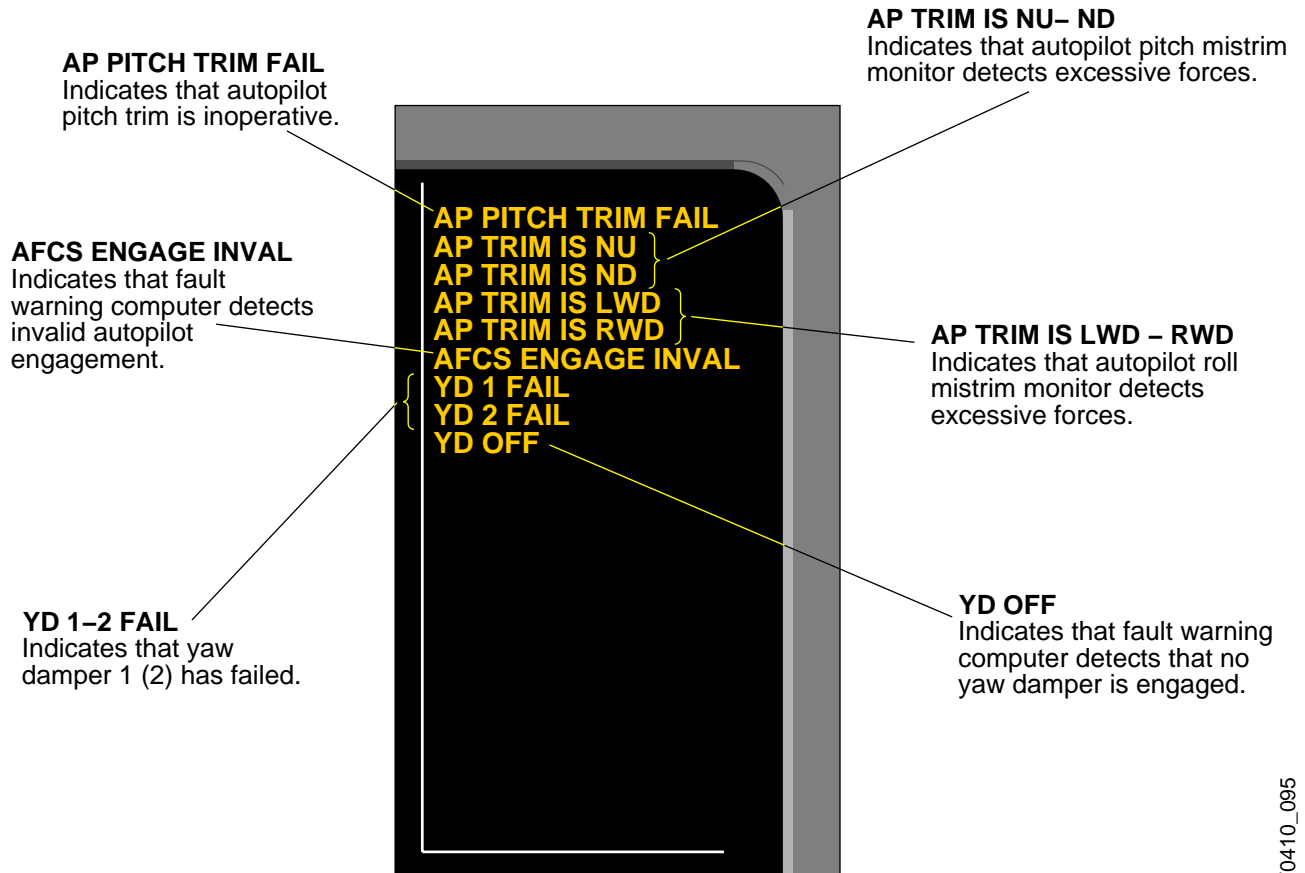 AP TRIM IS NU– ND
Indicates that autopilot pitch mistrim
monitor detects excessive forces.
AP PITCH TRIM FAIL
Indicates that autopilot
pitch trim is inoperative.
AFCS ENGAGE INVAL
Indicates that fault
warning computer detects
invalid autopilot
engagement.
AP PITCH TRIM FAIL
AP TRIM IS NU
AP TRIM IS ND
AP TRIM IS LWD
AP TRIM IS RWD
AFCS ENGAGE INVAL
YD 1 FAIL
YD 2 FAIL
YD OFF
AP TRIM IS LWD – RWD
Indicates that autopilot roll
mistrim monitor detects
excessive forces.
YD 1–2 FAIL
Indicates that yaw
damper 1 (2) has failed.
YD OFF
Indicates that fault warning
computer detects that no
yaw damper is engaged.
0410_095